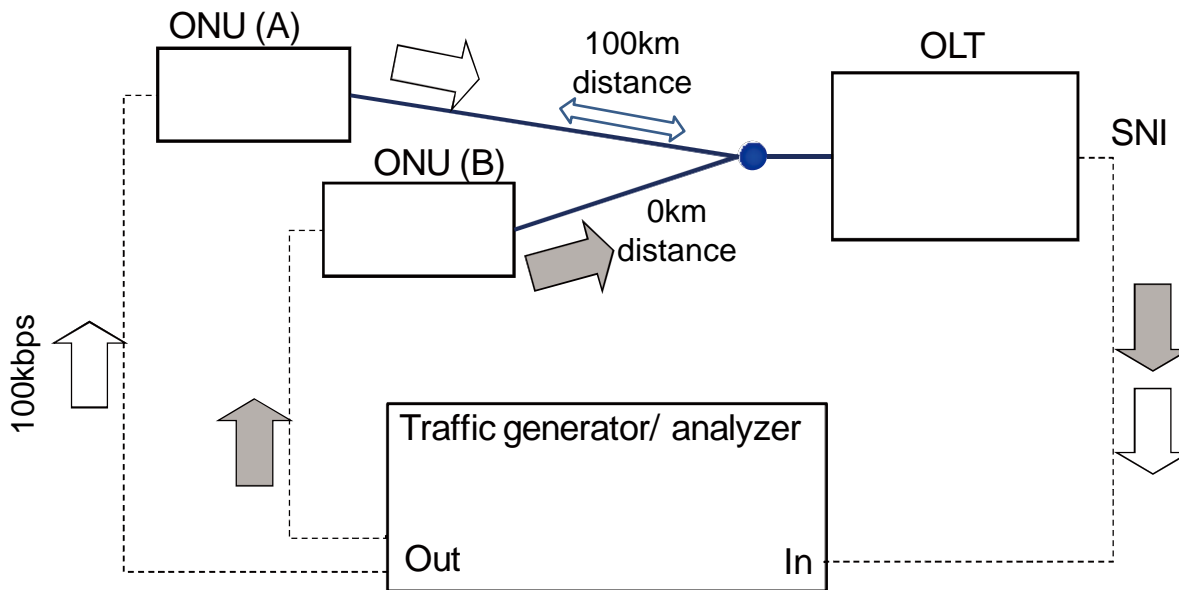 ONU (A)
100km
distance
OLT
SNI
ONU (B)
0km
distance
100kbps
Traffic generator/ analyzer
Out
In